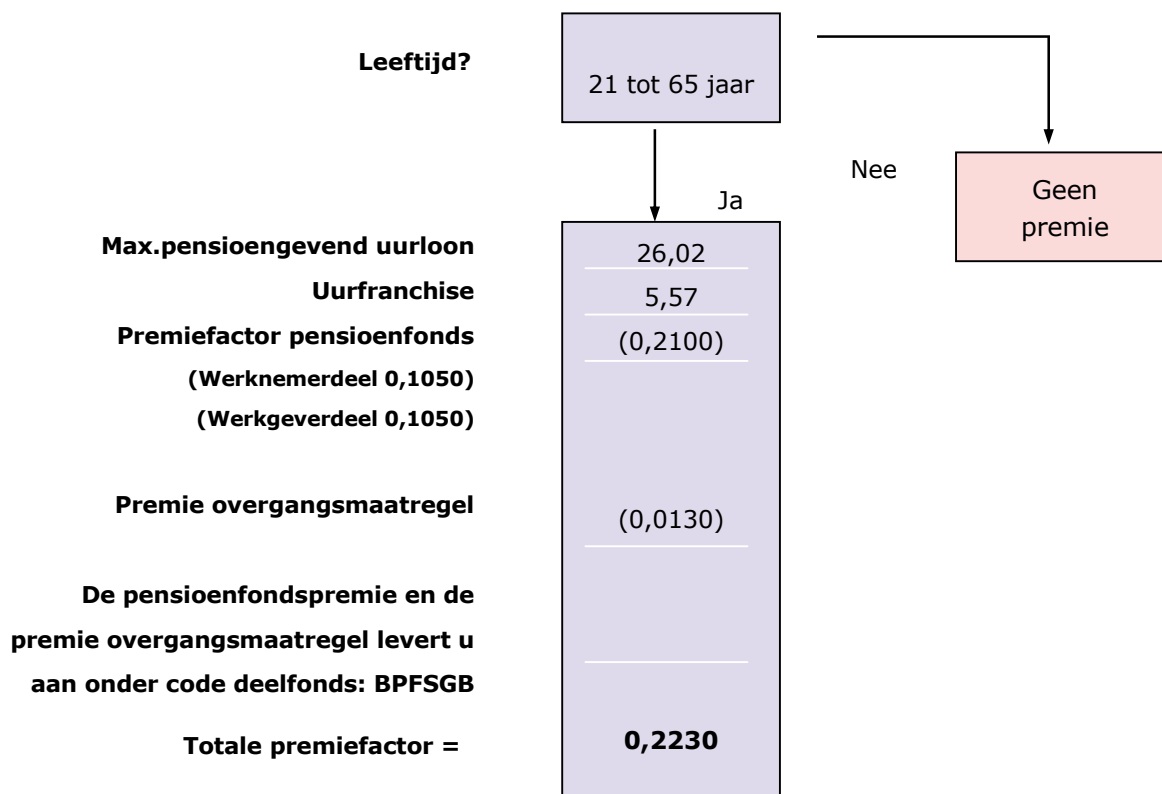 Leeftijd?
21 tot 65 jaar
Nee
Geen
premie
Ja
Max.pensioengevend uurloon
26,02
Uurfranchise
5,57
Premiefactor pensioenfonds
(0,2100)
(Werknemerdeel 0,1050)
(Werkgeverdeel 0,1050)
Premie overgangsmaatregel
(0,0130)
De pensioenfondspremie en de
premie overgangsmaatregel levert u
aan onder code deelfonds: BPFSGB
Totale premiefactor =
0,2230